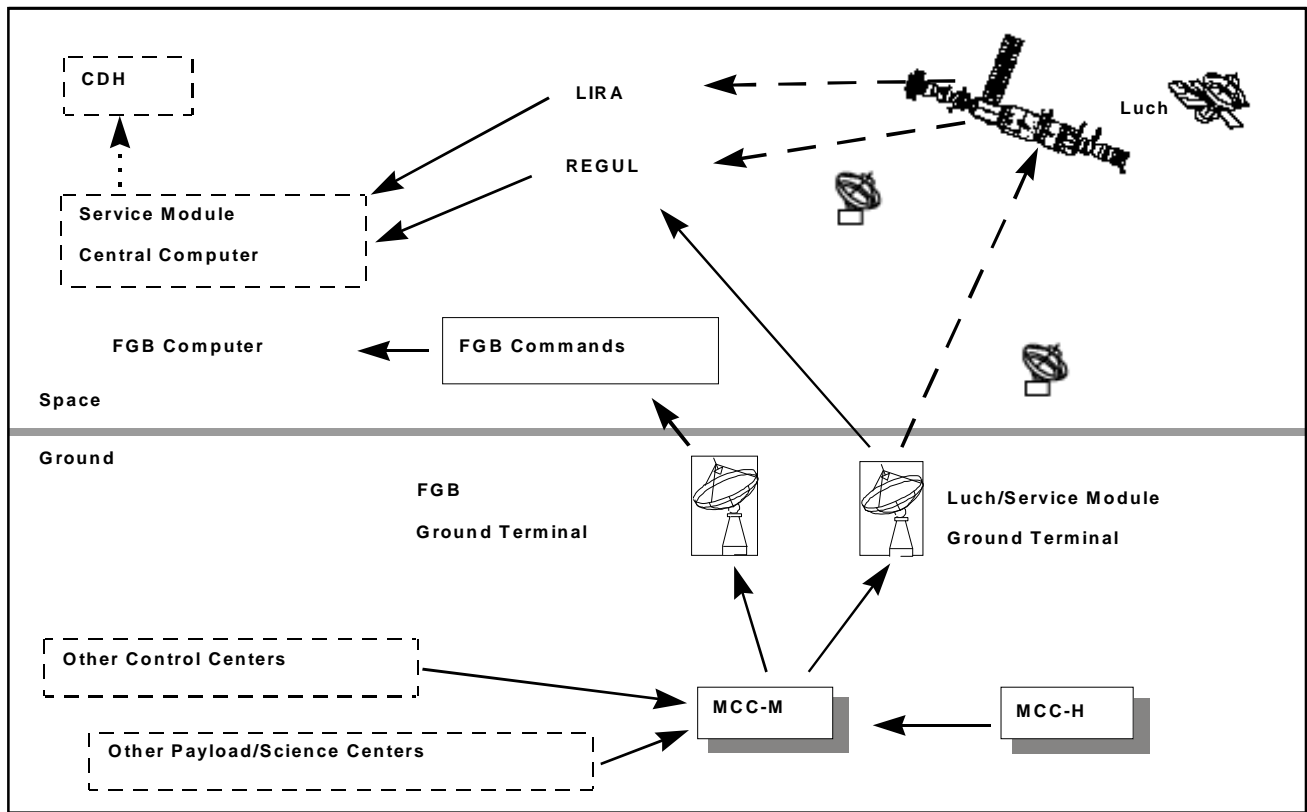 CDH
LIRA
Luch
REGUL
Service Module
Central Computer
FGB Computer
FGB Commands
Space
Ground
FGB
Ground Terminal
Luch/Service Module
Ground Terminal
Other Control Centers
MCC-M
MCC-H
Other Payload/Science Centers